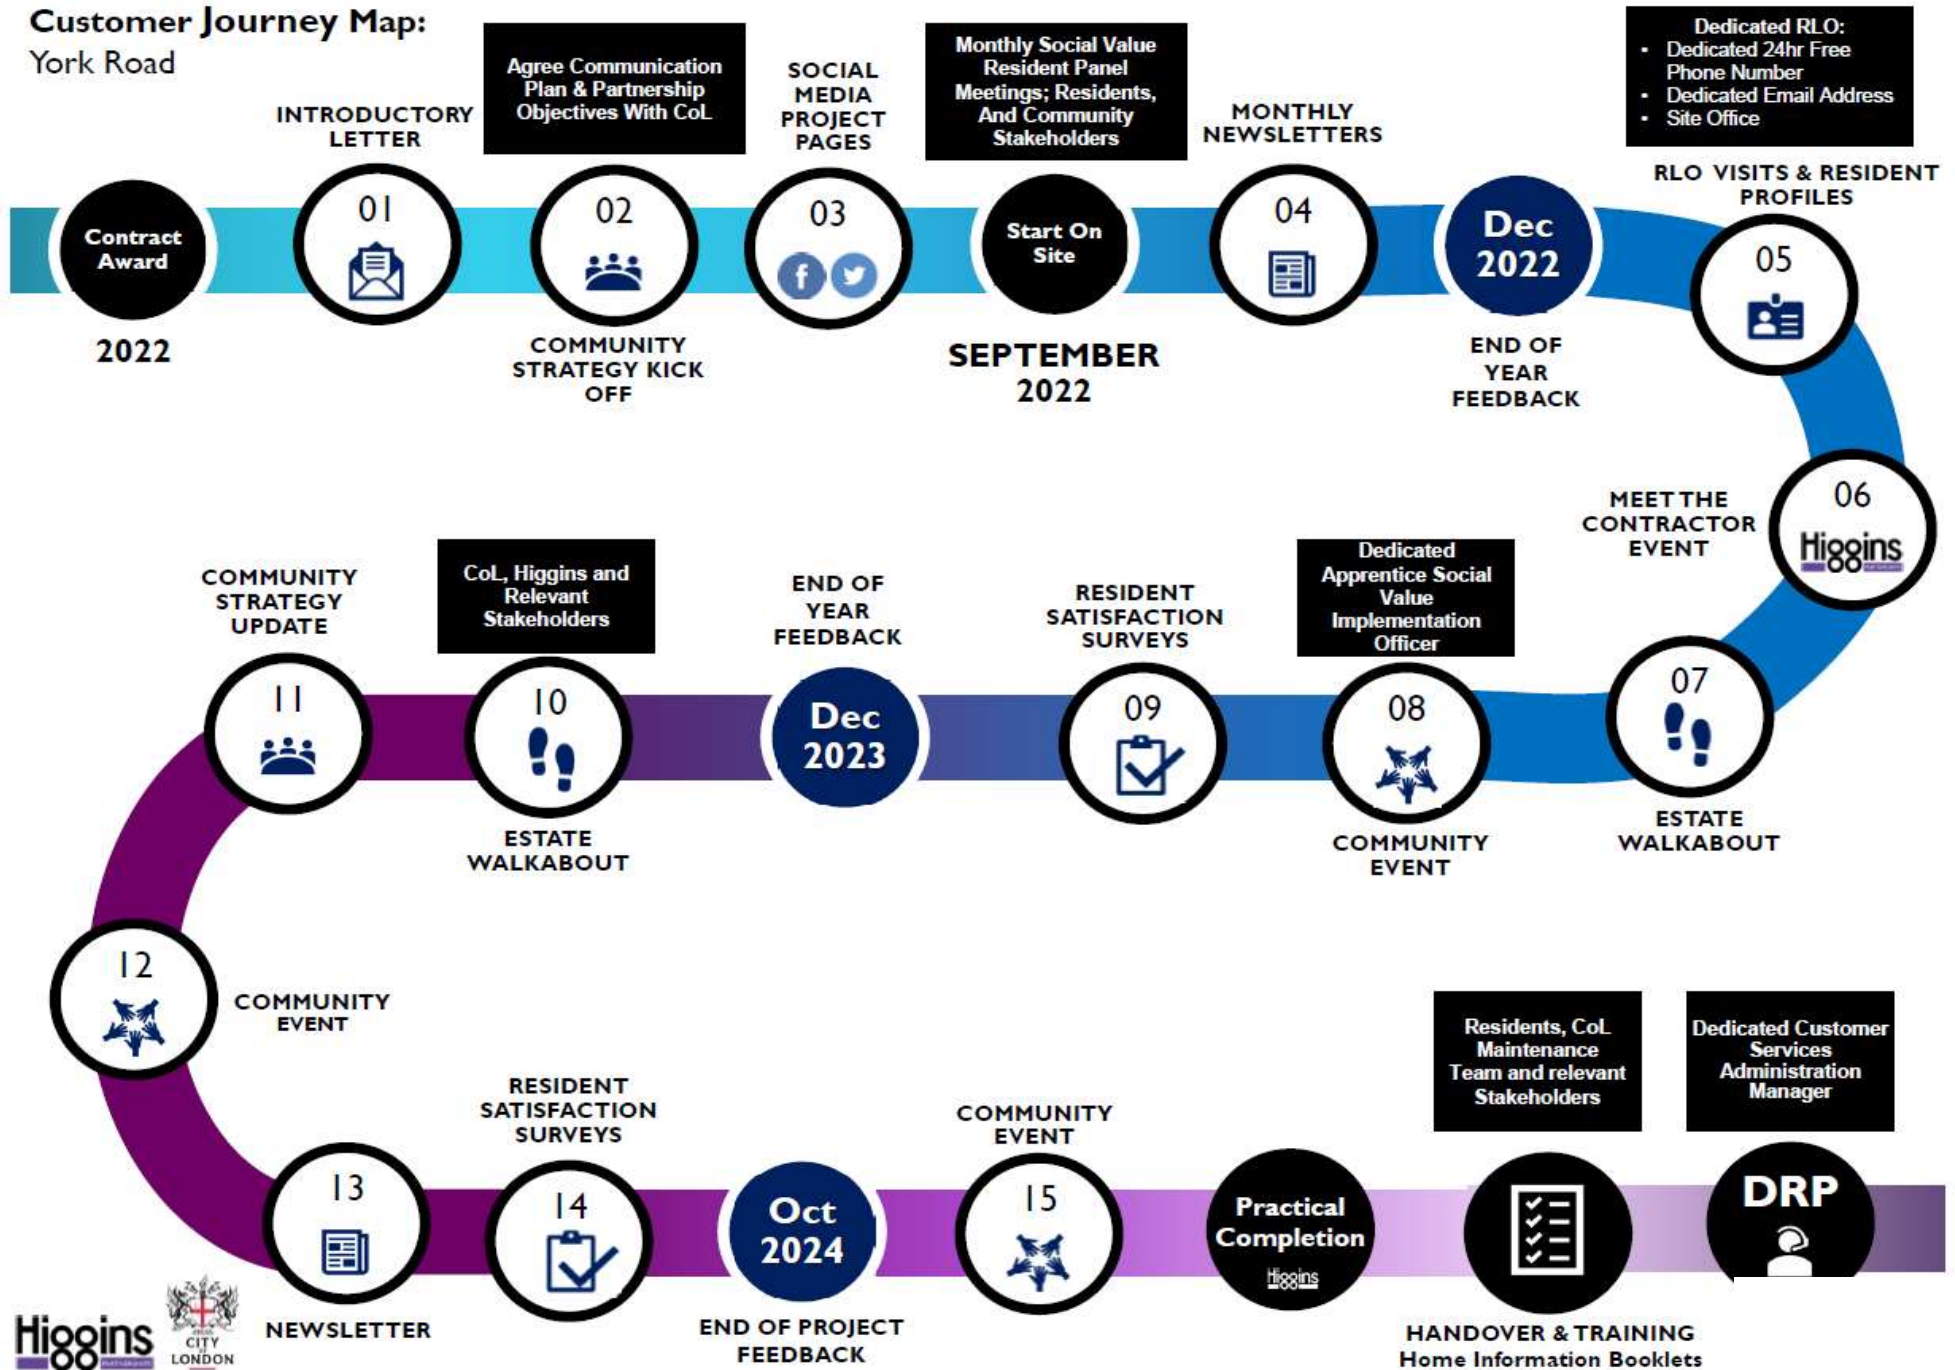 Customer Journey Map:
York Road
Contract
Award
2022
INTRODUCTORY
LETTER
01
Agree Communication
Plan & Partnership
Objectives With CoL
02
COMMUNITY
STRATEGY KICK
OFF
SOCIAL
MEDIA
PROJECT
PAGES
03
f
Monthly Social Value
Resident Panel
Meetings; Residents,
And Community
Stakeholders
Start On
Site
SEPTEMBER
2022
MONTHLY
NEWSLETTERS
04
Dec
2022
END OF
YEAR
FEEDBACK
Dedicated RLO:
• Dedicated 24hr Free
Phone Number
• Dedicated Email Address
• Site Office
RLO VISITS & RESIDENT
PROFILES
05
MEET THE
CONTRACTOR
EVENT
06
Higgins
07
ESTATE
WALKABOUT
Dedicated
Apprentice Social
Value
Implementation
Officer
08
COMMUNITY
EVENT
RESIDENT
SATISFACTION
SURVEYS
09
END OF
YEAR
FEEDBACK
Dec
2023
CoL, Higgins and
Relevant
Stakeholders
10
ESTATE
WALKABOUT
COMMUNITY
STRATEGY
UPDATE
11
12
COMMUNITY
EVENT
13
NEWSLETTER
RESIDENT
SATISFACTION
SURVEYS
14
Oct
2024
END OF PROJECT
FEEDBACK
COMMUNITY
EVENT
15
Practical
Completion
Higgins
Residents, CoL
Maintenance
Team and relevant
Stakeholders
HANDOVER & TRAINING
Home Information Booklets
Dedicated Customer
Services
Administration
Manager
DRP
Higgins
CITY
LONDON